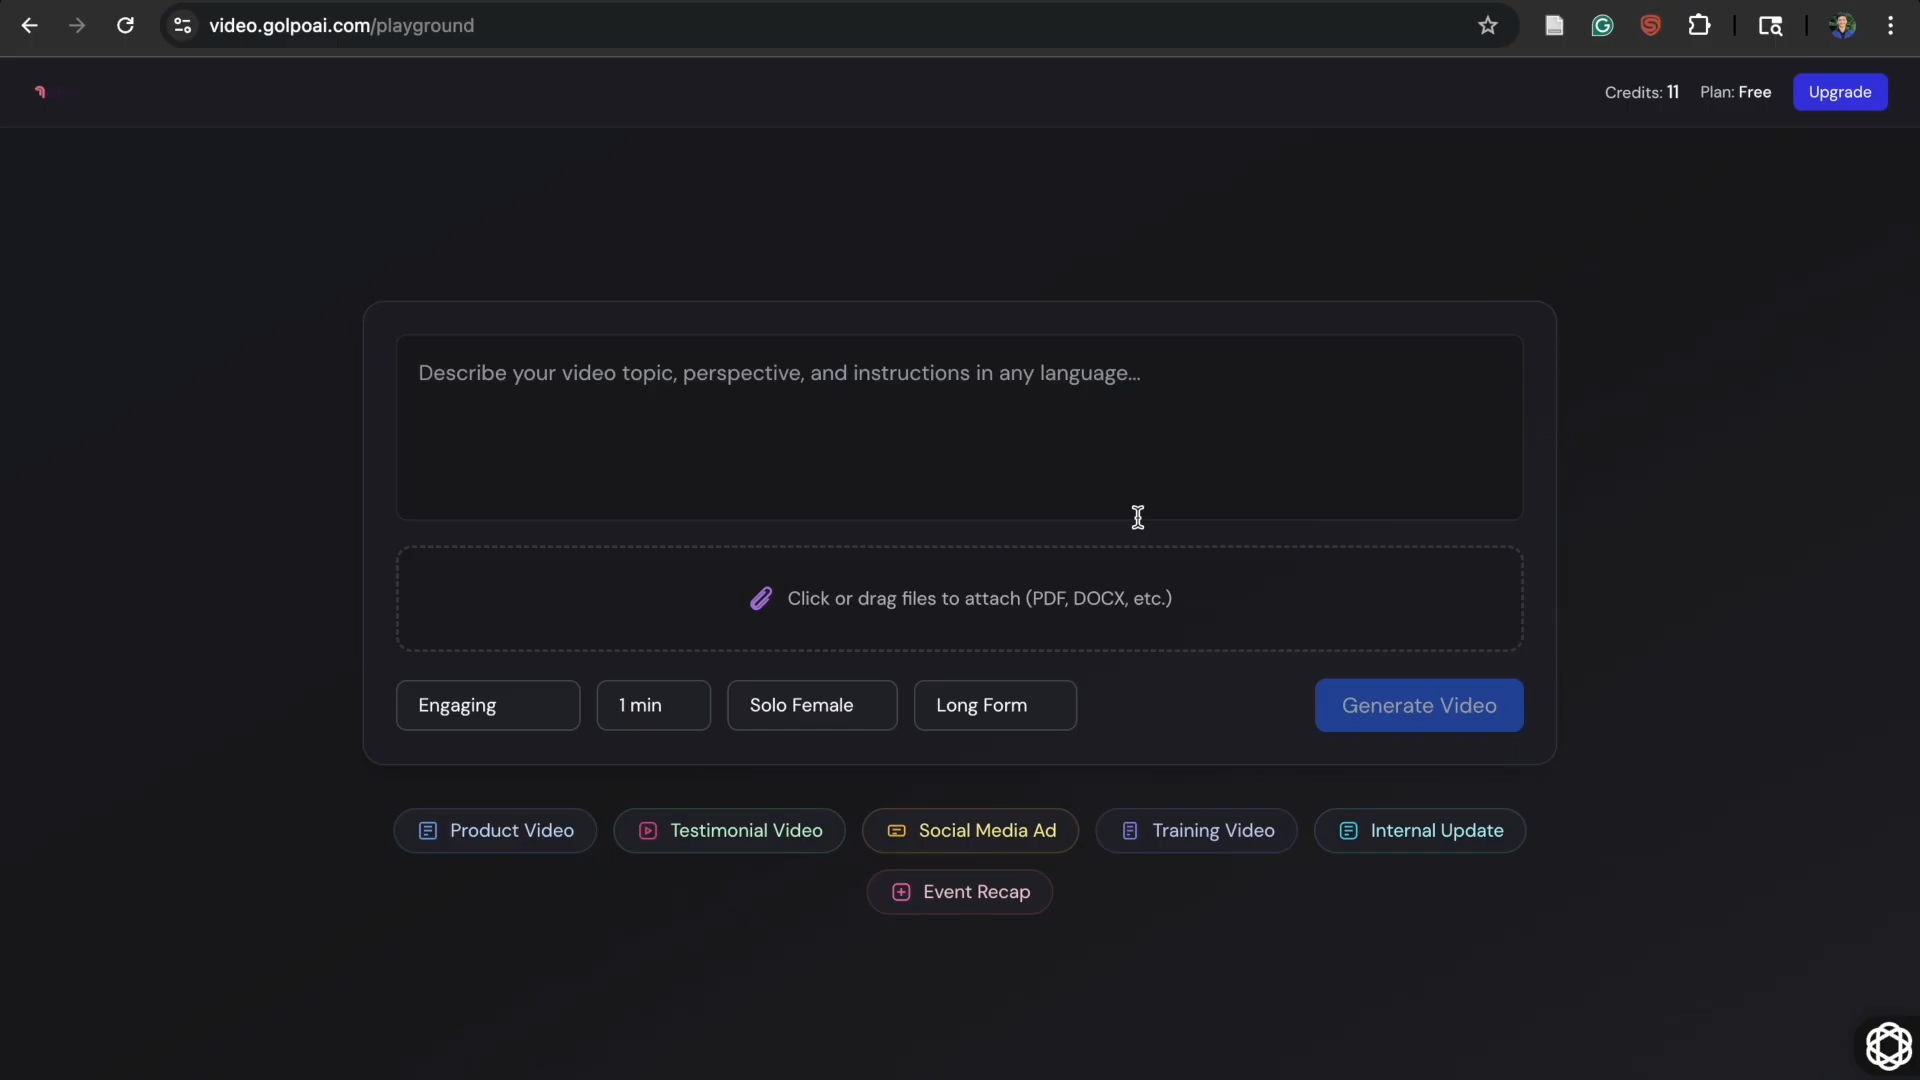 video.golpoai.com/playground
Credits: 11 Plan: Free Upgrade
Describe your video topic, perspective, and instructions in any language...
Click or drag files to attach (PDF, DOCX, etc.)
Engaging 1 min Solo Female Long Form Generate Video
Product Video Testimonial Video Social Media Ad Training Video Internal Update
Event Recap